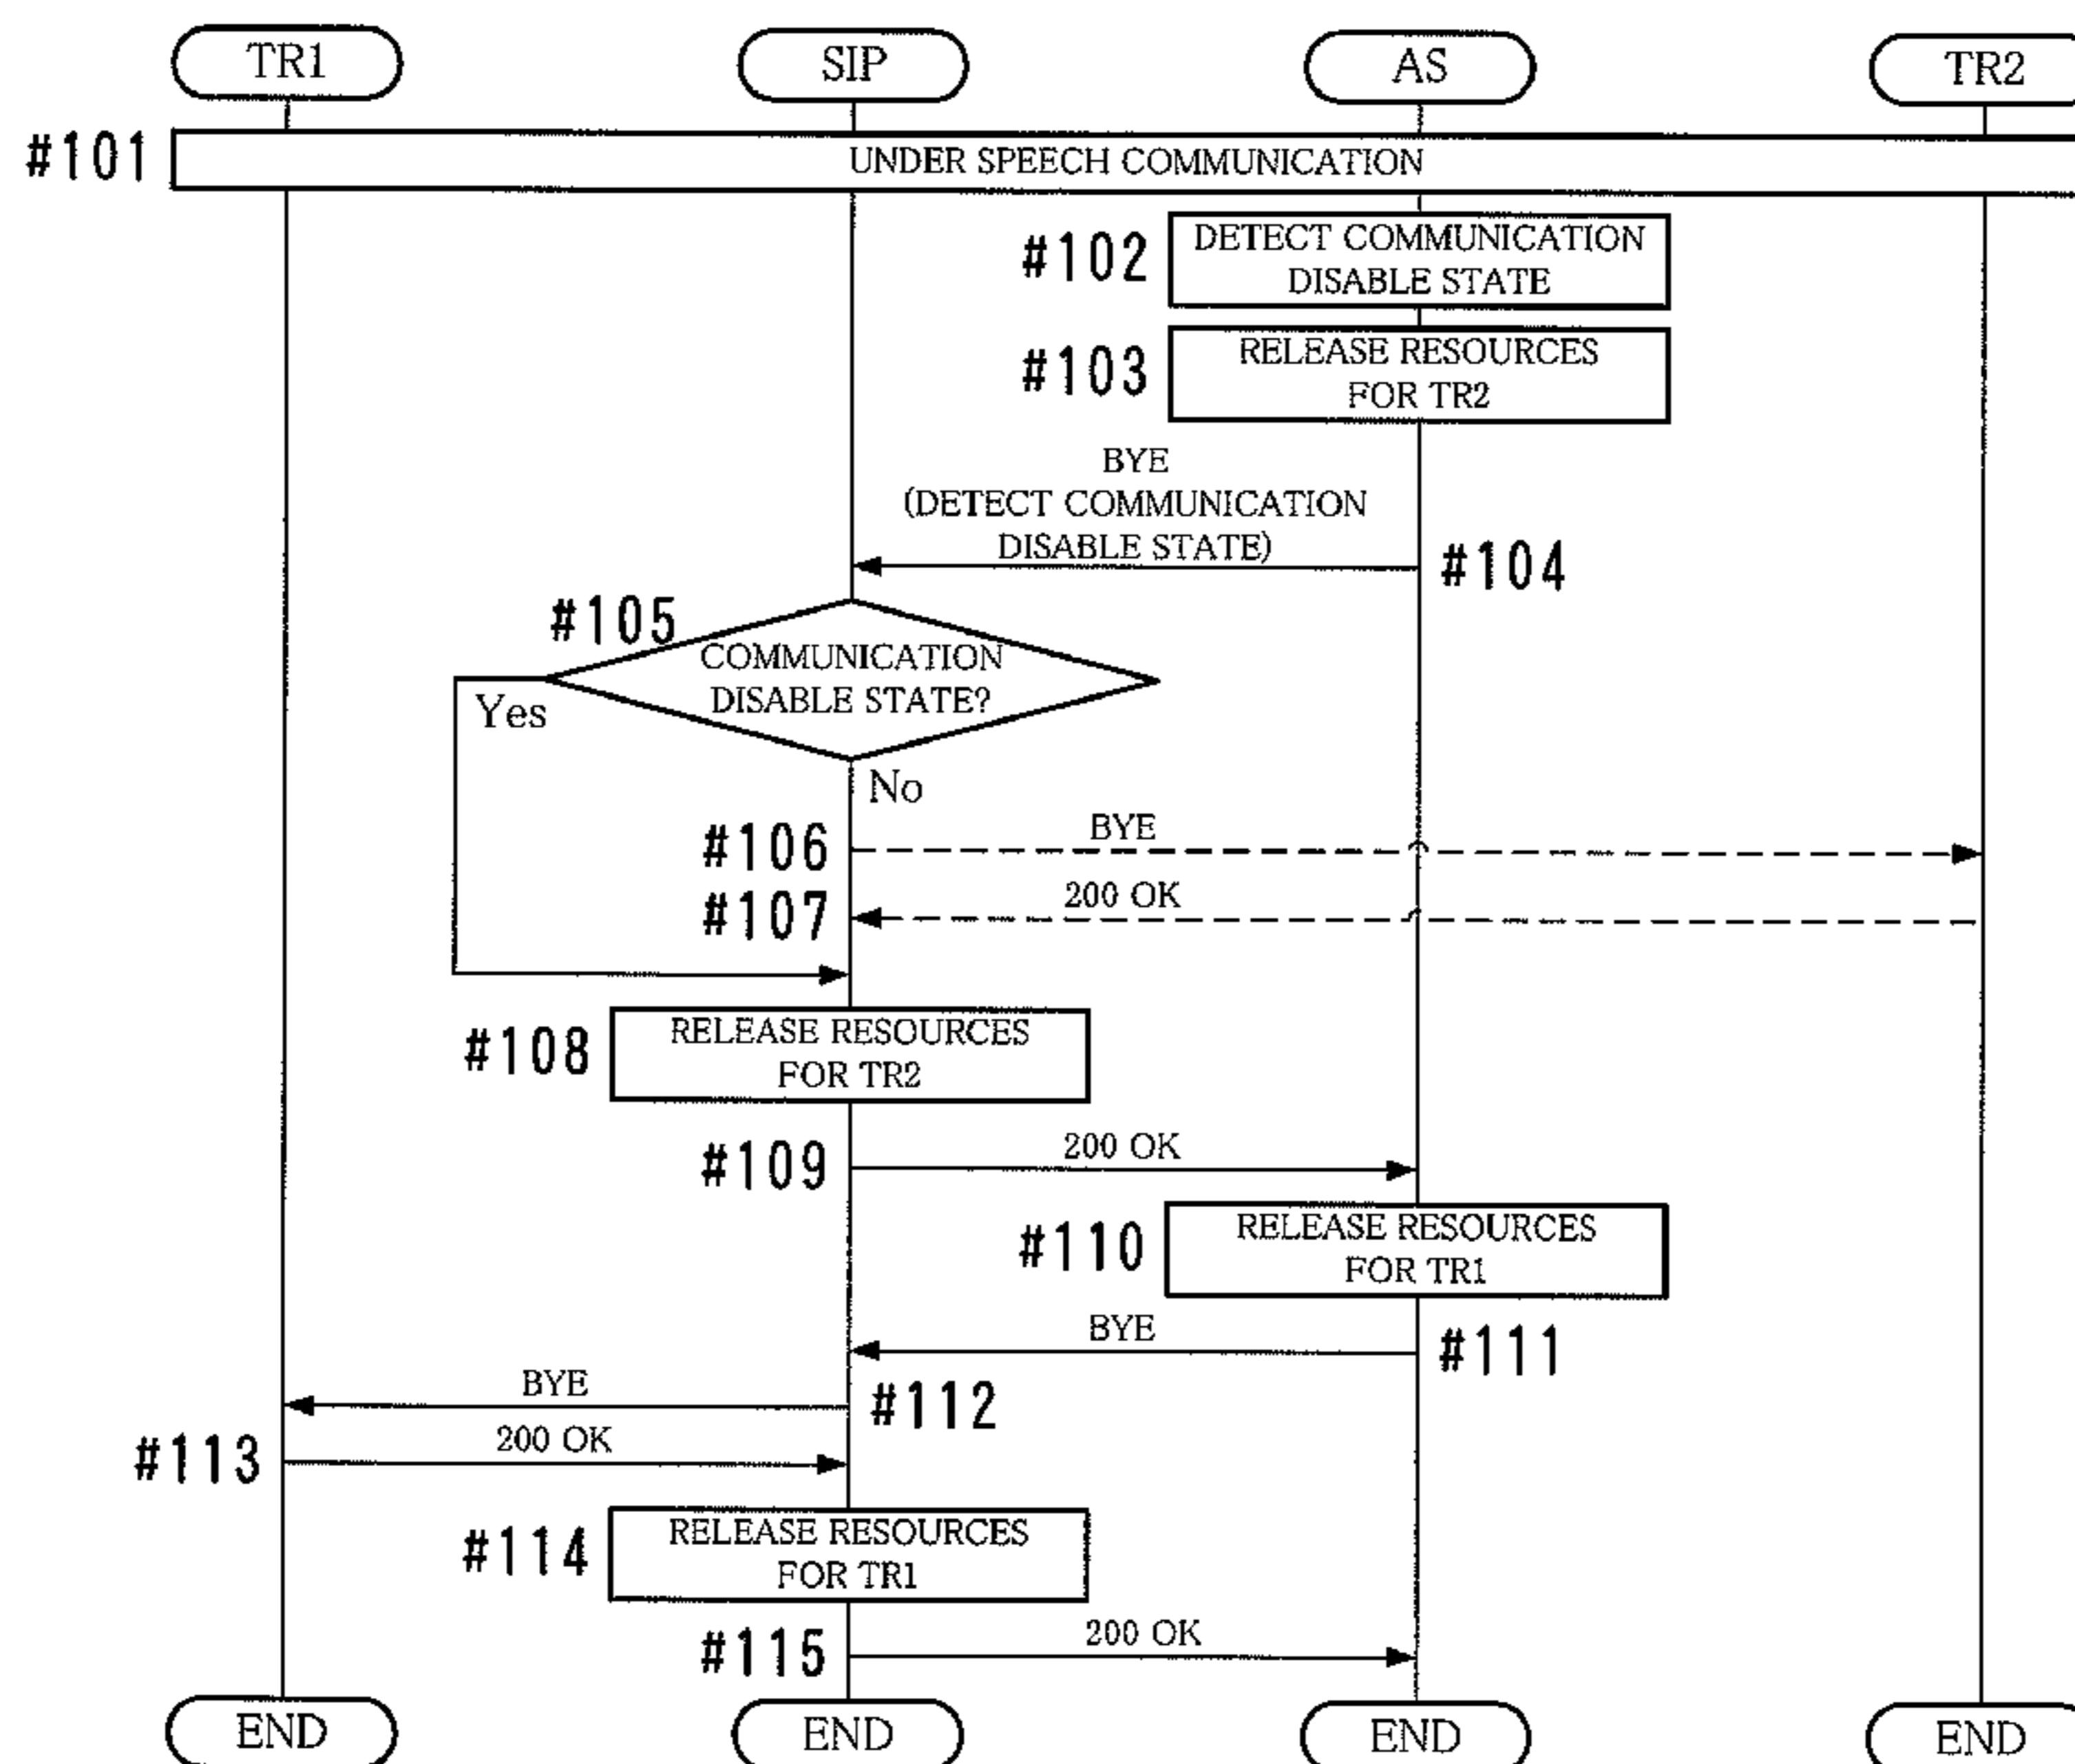 TR1
SIP
AS
TR2
#101
UNDER SPEECH COMMUNICATION
#102
DETECT COMMUNICATION
DISABLE STATE
#103
RELEASE RESOURCES
FOR TR2
BYE
(DETECT COMMUNICATION
DISABLE STATE)
#104
#105
COMMUNICATION
DISABLE STATE?
Yes
No
#106
BYE
#107
200 OK
#108
RELEASE RESOURCES
FOR TR2
#109
200 OK
#110
RELEASE RESOURCES
FOR TR1
BYE
#111
BYE
#112
#113
200 OK
#114
RELEASE RESOURCES
FOR TR1
#115
200 OK
END
END
END
END